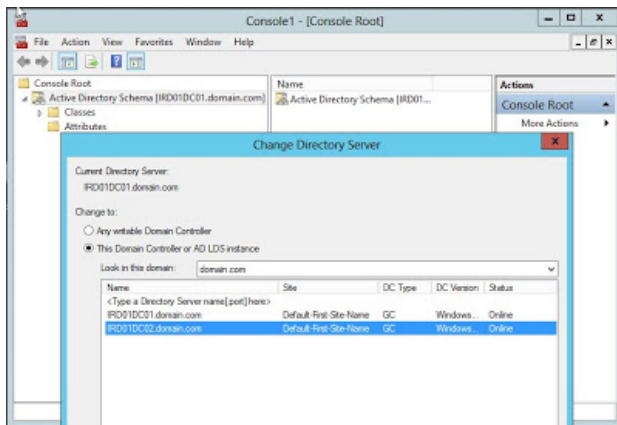 Console1 - [Console Root]
File Action View Favorites Window Help
Console Root
Active Directory Schema [IRD01DC01.domain.com]
Classes
Attributes
Name
Active Directory Schema [IRD01...
Actions
Console Root
More Actions
Change Directory Server
Current Directory Server:
IRD01DC01.domain.com
Change to:
Any writable Domain Controller
This Domain Controller or AD LDS instance
Look in this domain: domain.com
Name Site DC Type DC Version Status
<Type a Directory Server name[:port] here>
IRD01DC01.domain.com Default-First-Site-Name GC Windows... Online
IRD01DC02.domain.com Default-First-Site-Name GC Windows... Online